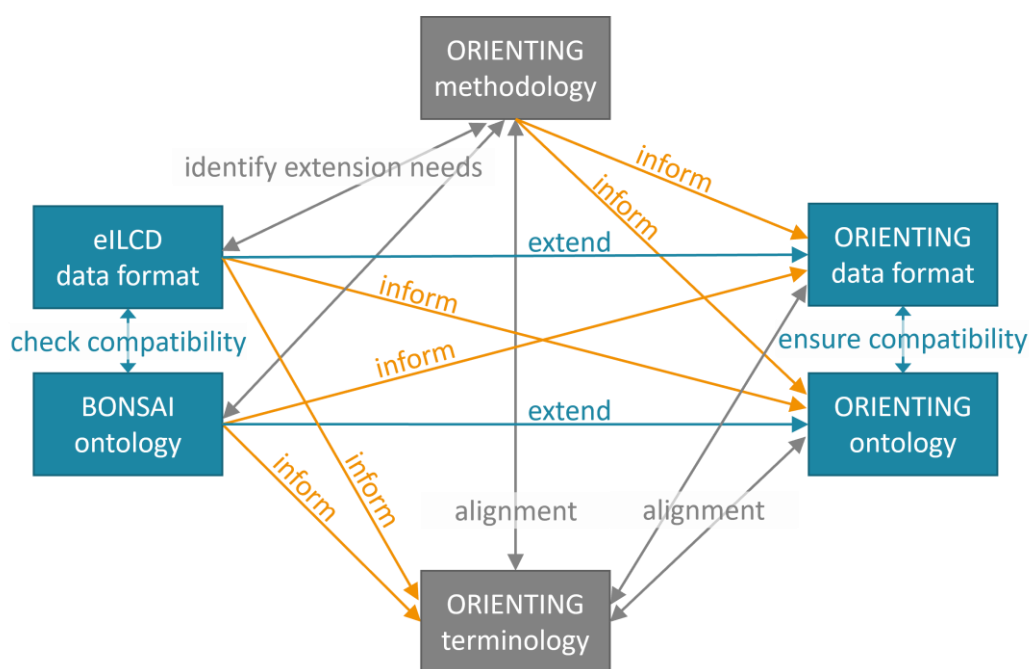 ORIENTING
methodology
identify extension needs
inform
inform
eILCD
data format
extend
ORIENTING
data format
inform
check compatibility
inform
ensure compatibility
BONSAI
ontology
extend
ORIENTING
ontology
inform
inform
alignment
alignment
ORIENTING
terminology